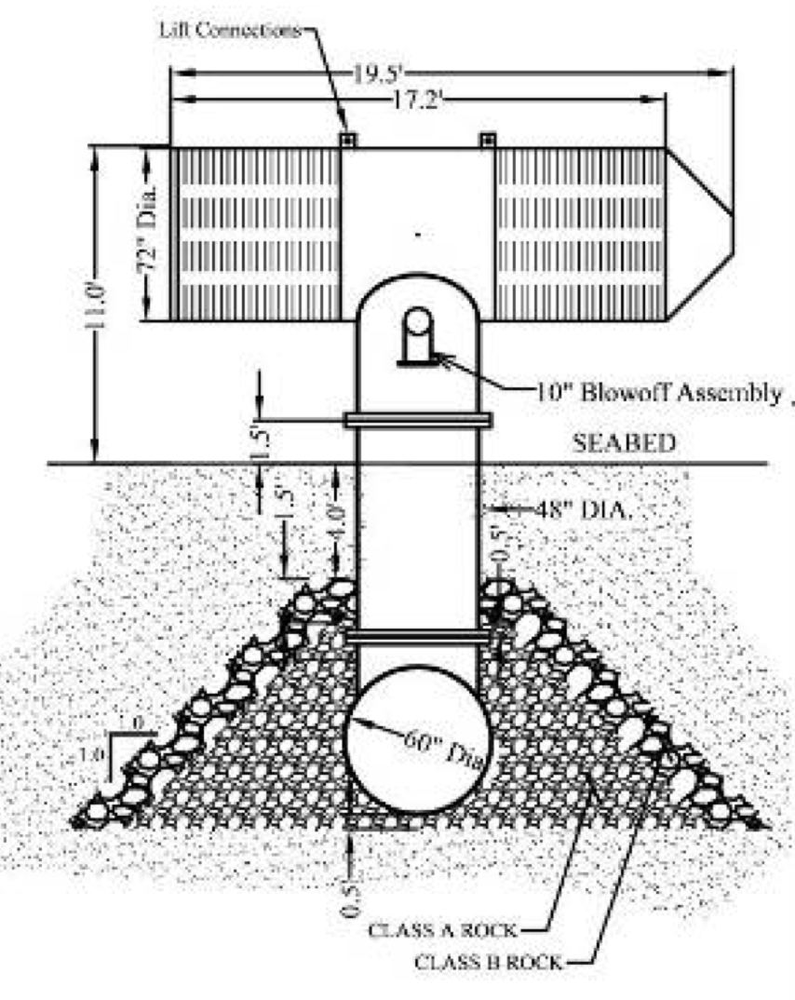 Lift Connections
19.5'
17.2'
72" Dia.
11.0'
10" Blowoff Assembly
1.5'
SEABED
1.5'
4.0'
48" DIA.
0.5'
0
1.0
60" Dia
0.5'
CLASS A ROCK
CLASS B ROCK